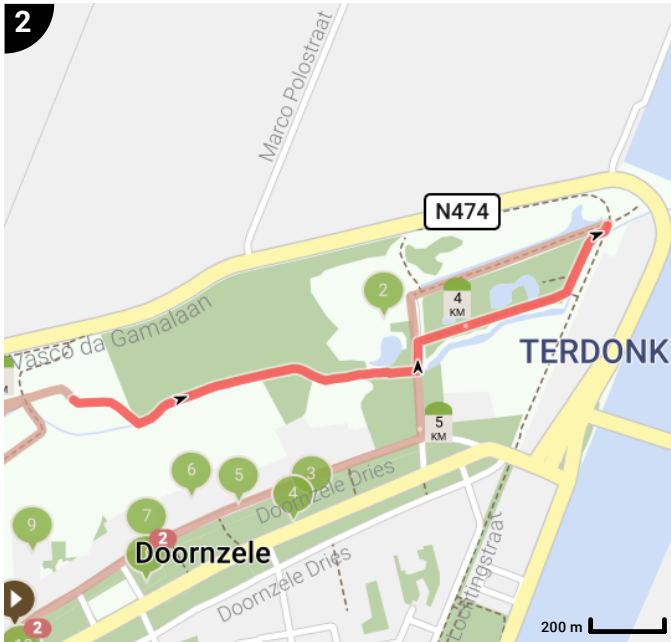 2
Marco Polostraat
N474
2
4
KM
Vasco da Gamalaan
TERDONK
M
5
KM
6
5
3
4
Doornzele Dries
7
2
9
Doornzele
Doornzele Dries
Lochtingstraat
2
200 m